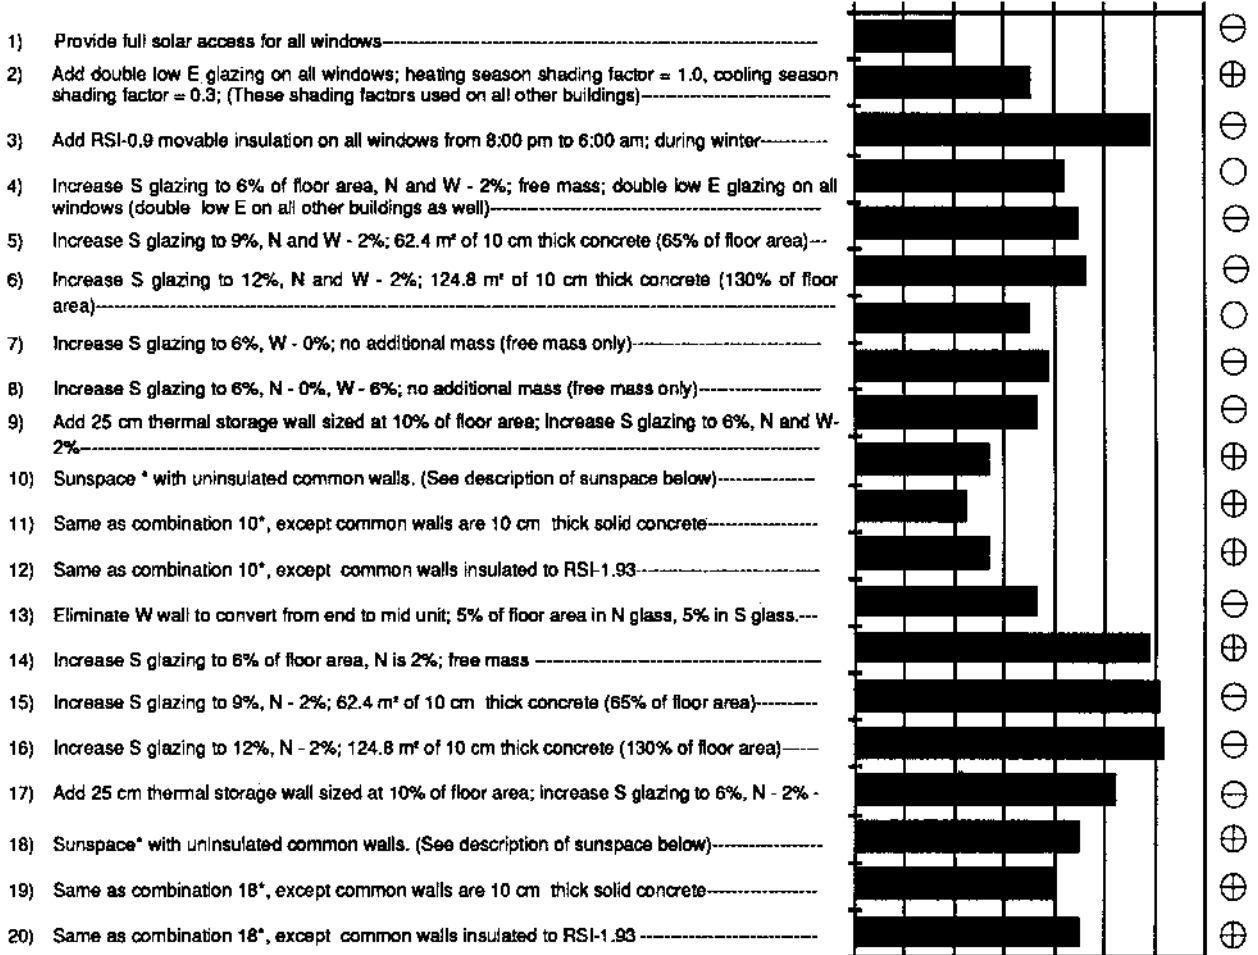 1) Provide full solar access for all windows
2) Add double low E glazing on all windows; heating season shading factor = 1.0, cooling season
shading factor = 0.3; (These shading factors used on all other buildings)
3) Add RSI-0.9 movable insulation on all windows from 8:00 pm to 6:00 am; during winter
4) Increase S glazing to 6% of floor area, N and W - 2%; free mass; double low E glazing on all
windows (double low E on all other buildings as well)
5) Increase S glazing to 9%, N and W - 2%; 62.4 m² of 10 cm thick concrete (65% of floor area)
6) Increase S glazing to 12%, N and W - 2%; 124.8 m² of 10 cm thick concrete (130% of floor
area)
7) Increase S glazing to 6%, W - 0%; no additional mass (free mass only)
8) Increase S glazing to 6%, N - 0%, W - 6%; no additional mass (free mass only)
9) Add 25 cm thermal storage wall sized at 10% of floor area; Increase S glazing to 6%, N and W-
2%
10) Sunspace * with uninsulated common walls. (See description of sunspace below)
11) Same as combination 10*, except common walls are 10 cm thick solid concrete
12) Same as combination 10*, except common walls insulated to RSI-1.93
13) Eliminate W wall to convert from end to mid unit; 5% of floor area in N glass, 5% in S glass.
14) Increase S glazing to 6% of floor area, N is 2%; free mass
15) Increase S glazing to 9%, N - 2%; 62.4 m² of 10 cm thick concrete (65% of floor area)
16) Increase S glazing to 12%, N - 2%; 124.8 m² of 10 cm thick concrete (130% of floor area)
17) Add 25 cm thermal storage wall sized at 10% of floor area; increase S glazing to 6%, N - 2% -
18) Sunspace* with uninsulated common walls. (See description of sunspace below)
19) Same as combination 18*, except common walls are 10 cm thick solid concrete
20) Same as combination 18*, except common walls insulated to RSI-1.93